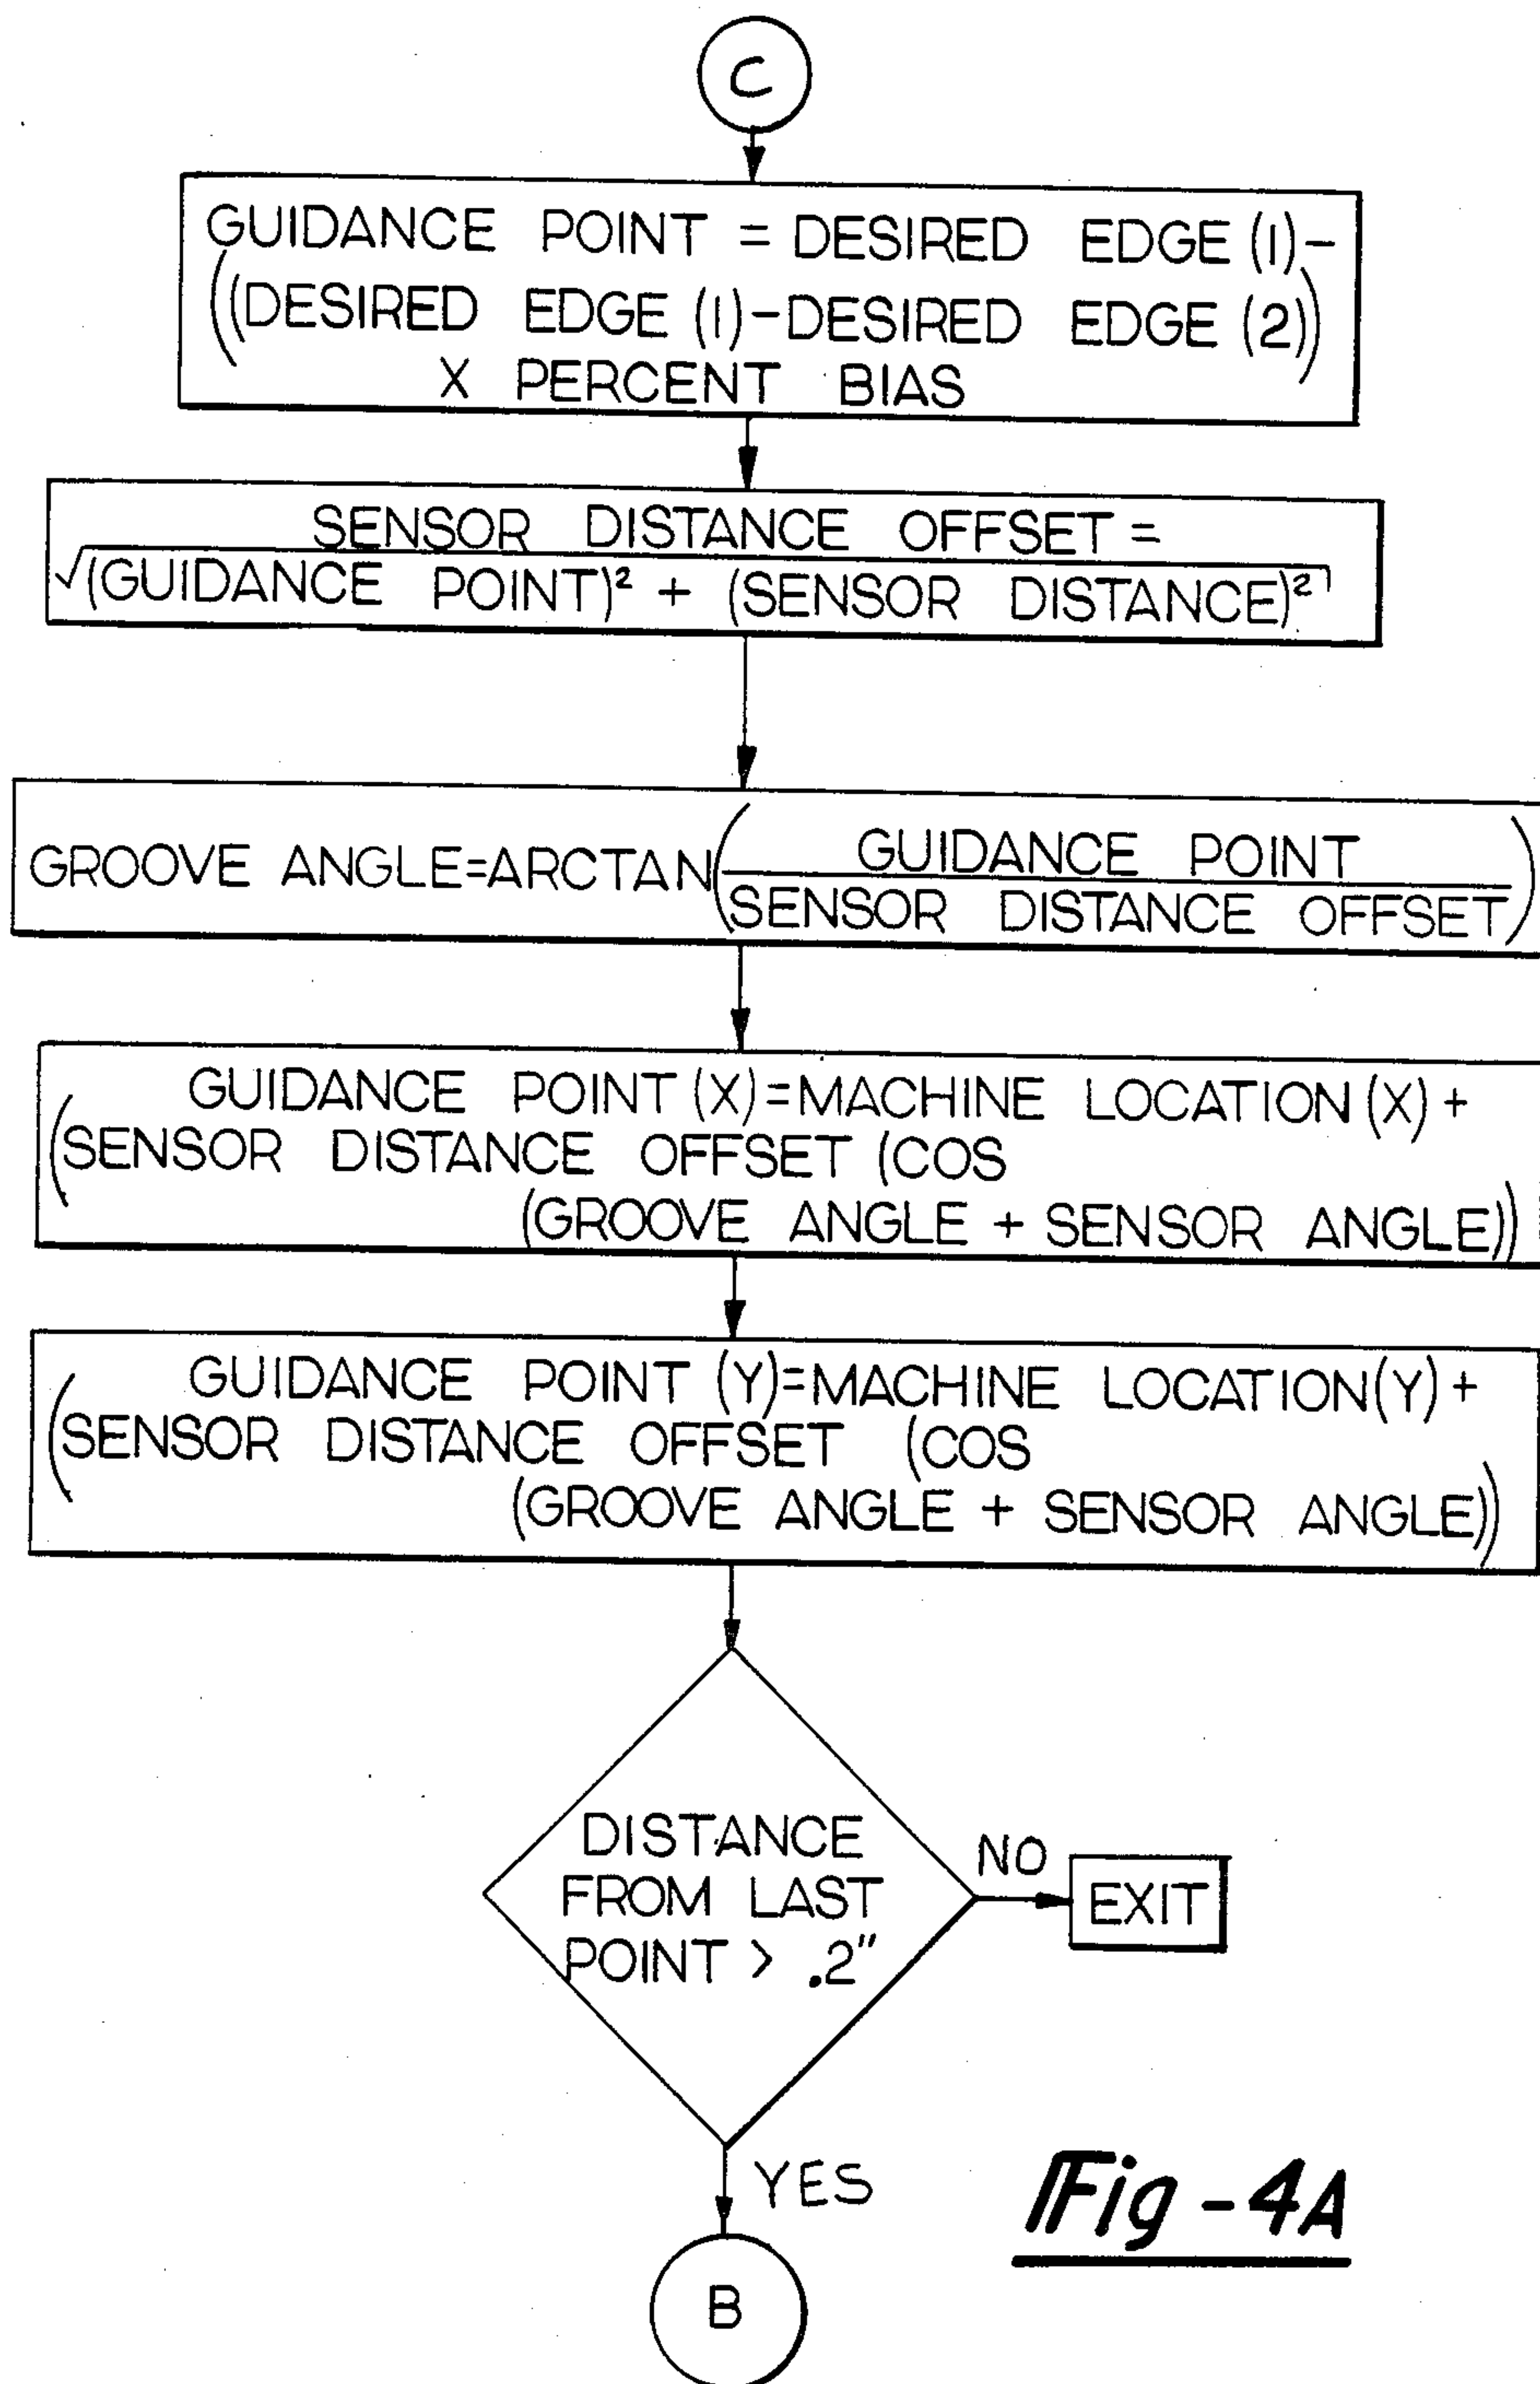 C
GUIDANCE POINT = DESIRED EDGE (1) -
((DESIRED EDGE (1) - DESIRED EDGE (2))
X PERCENT BIAS
SENSOR DISTANCE OFFSET =
√(GUIDANCE POINT)² + (SENSOR DISTANCE)²
GROOVE ANGLE=ARCTAN(GUIDANCE POINT
SENSOR DISTANCE OFFSET)
GUIDANCE POINT (X)=MACHINE LOCATION (X) +
(SENSOR DISTANCE OFFSET (COS
(GROOVE ANGLE + SENSOR ANGLE))
GUIDANCE POINT (Y)=MACHINE LOCATION(Y) +
(SENSOR DISTANCE OFFSET (COS
(GROOVE ANGLE + SENSOR ANGLE))
DISTANCE
FROM LAST
POINT > .2"
NO
EXIT
YES
B
Fig-4A